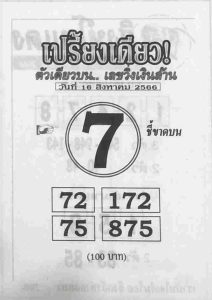 เปรี้ยงเดียว!
ตัวเดียวบน.. เลขวิ่งเงินล้าน
วันที่ 16 สิงหาคม 2566
7 ชี้ขาดบน
72 172
75 875
(100 บาท)